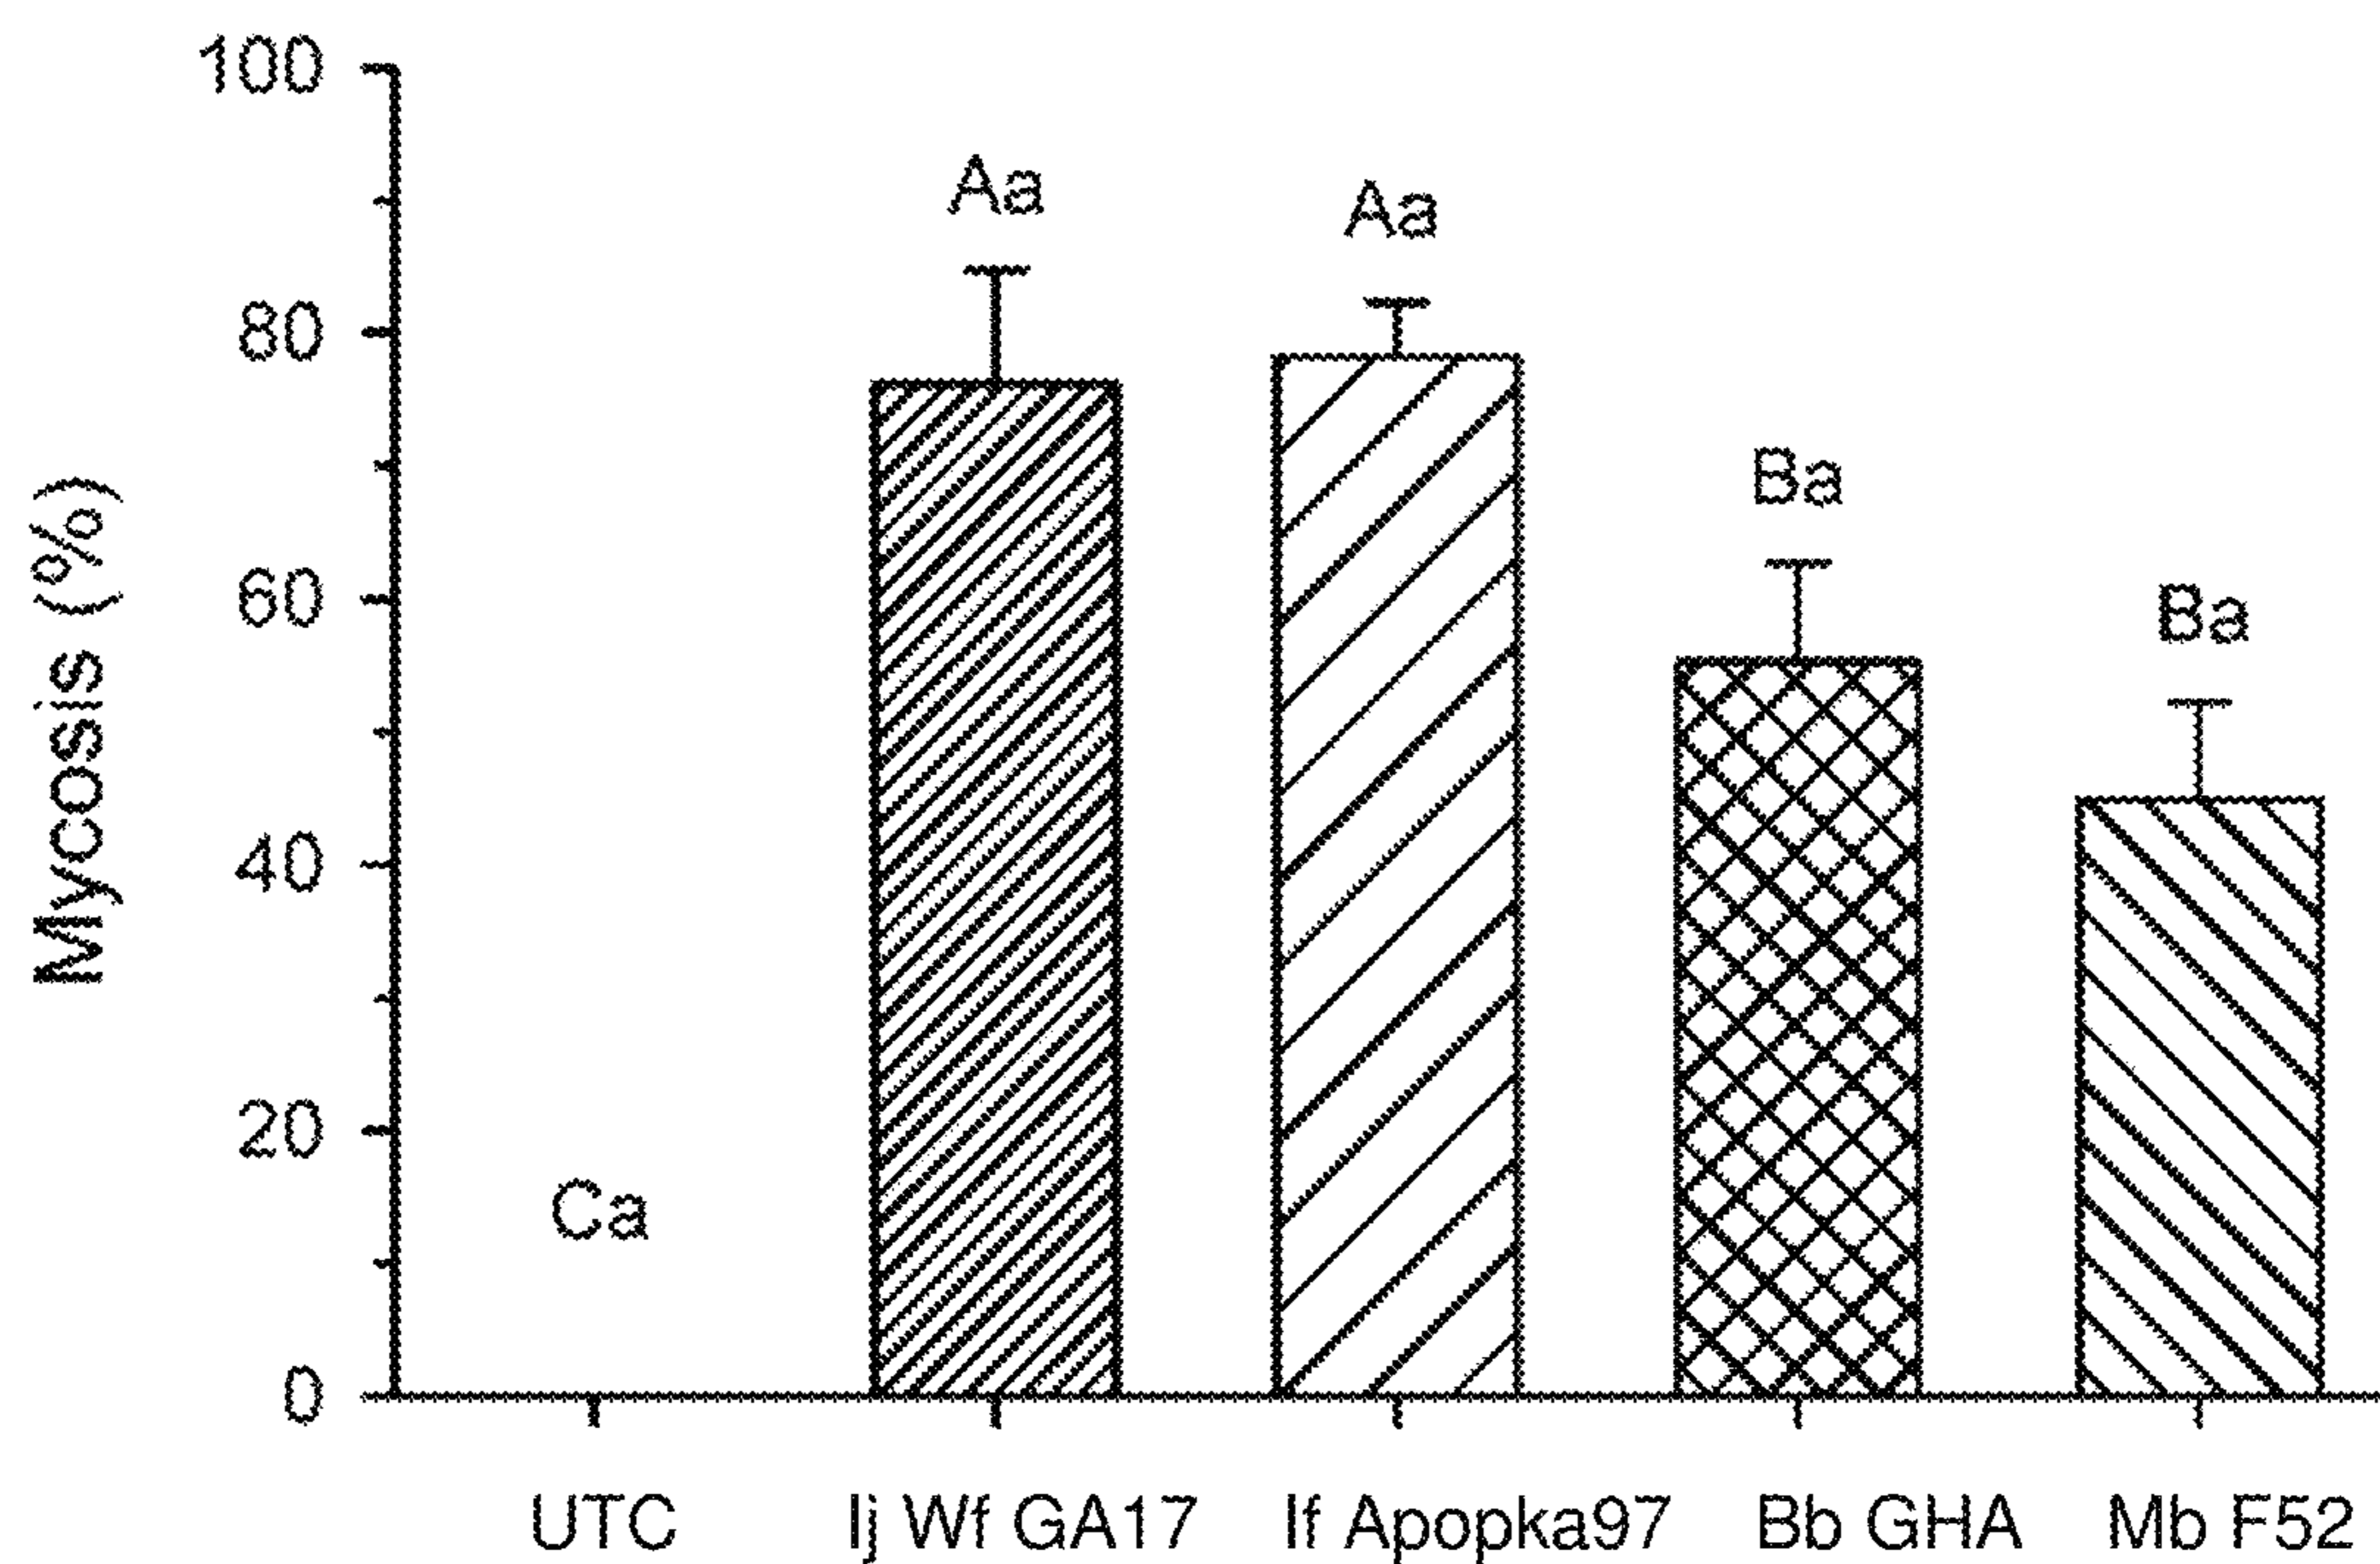 Mycosis (%)
100
80
60
40
20
0
Ca
Aa
Aa
Ba
Ba
UTC
Ij Wf GA17
If Apopka97
Bb GHA
Mb F52